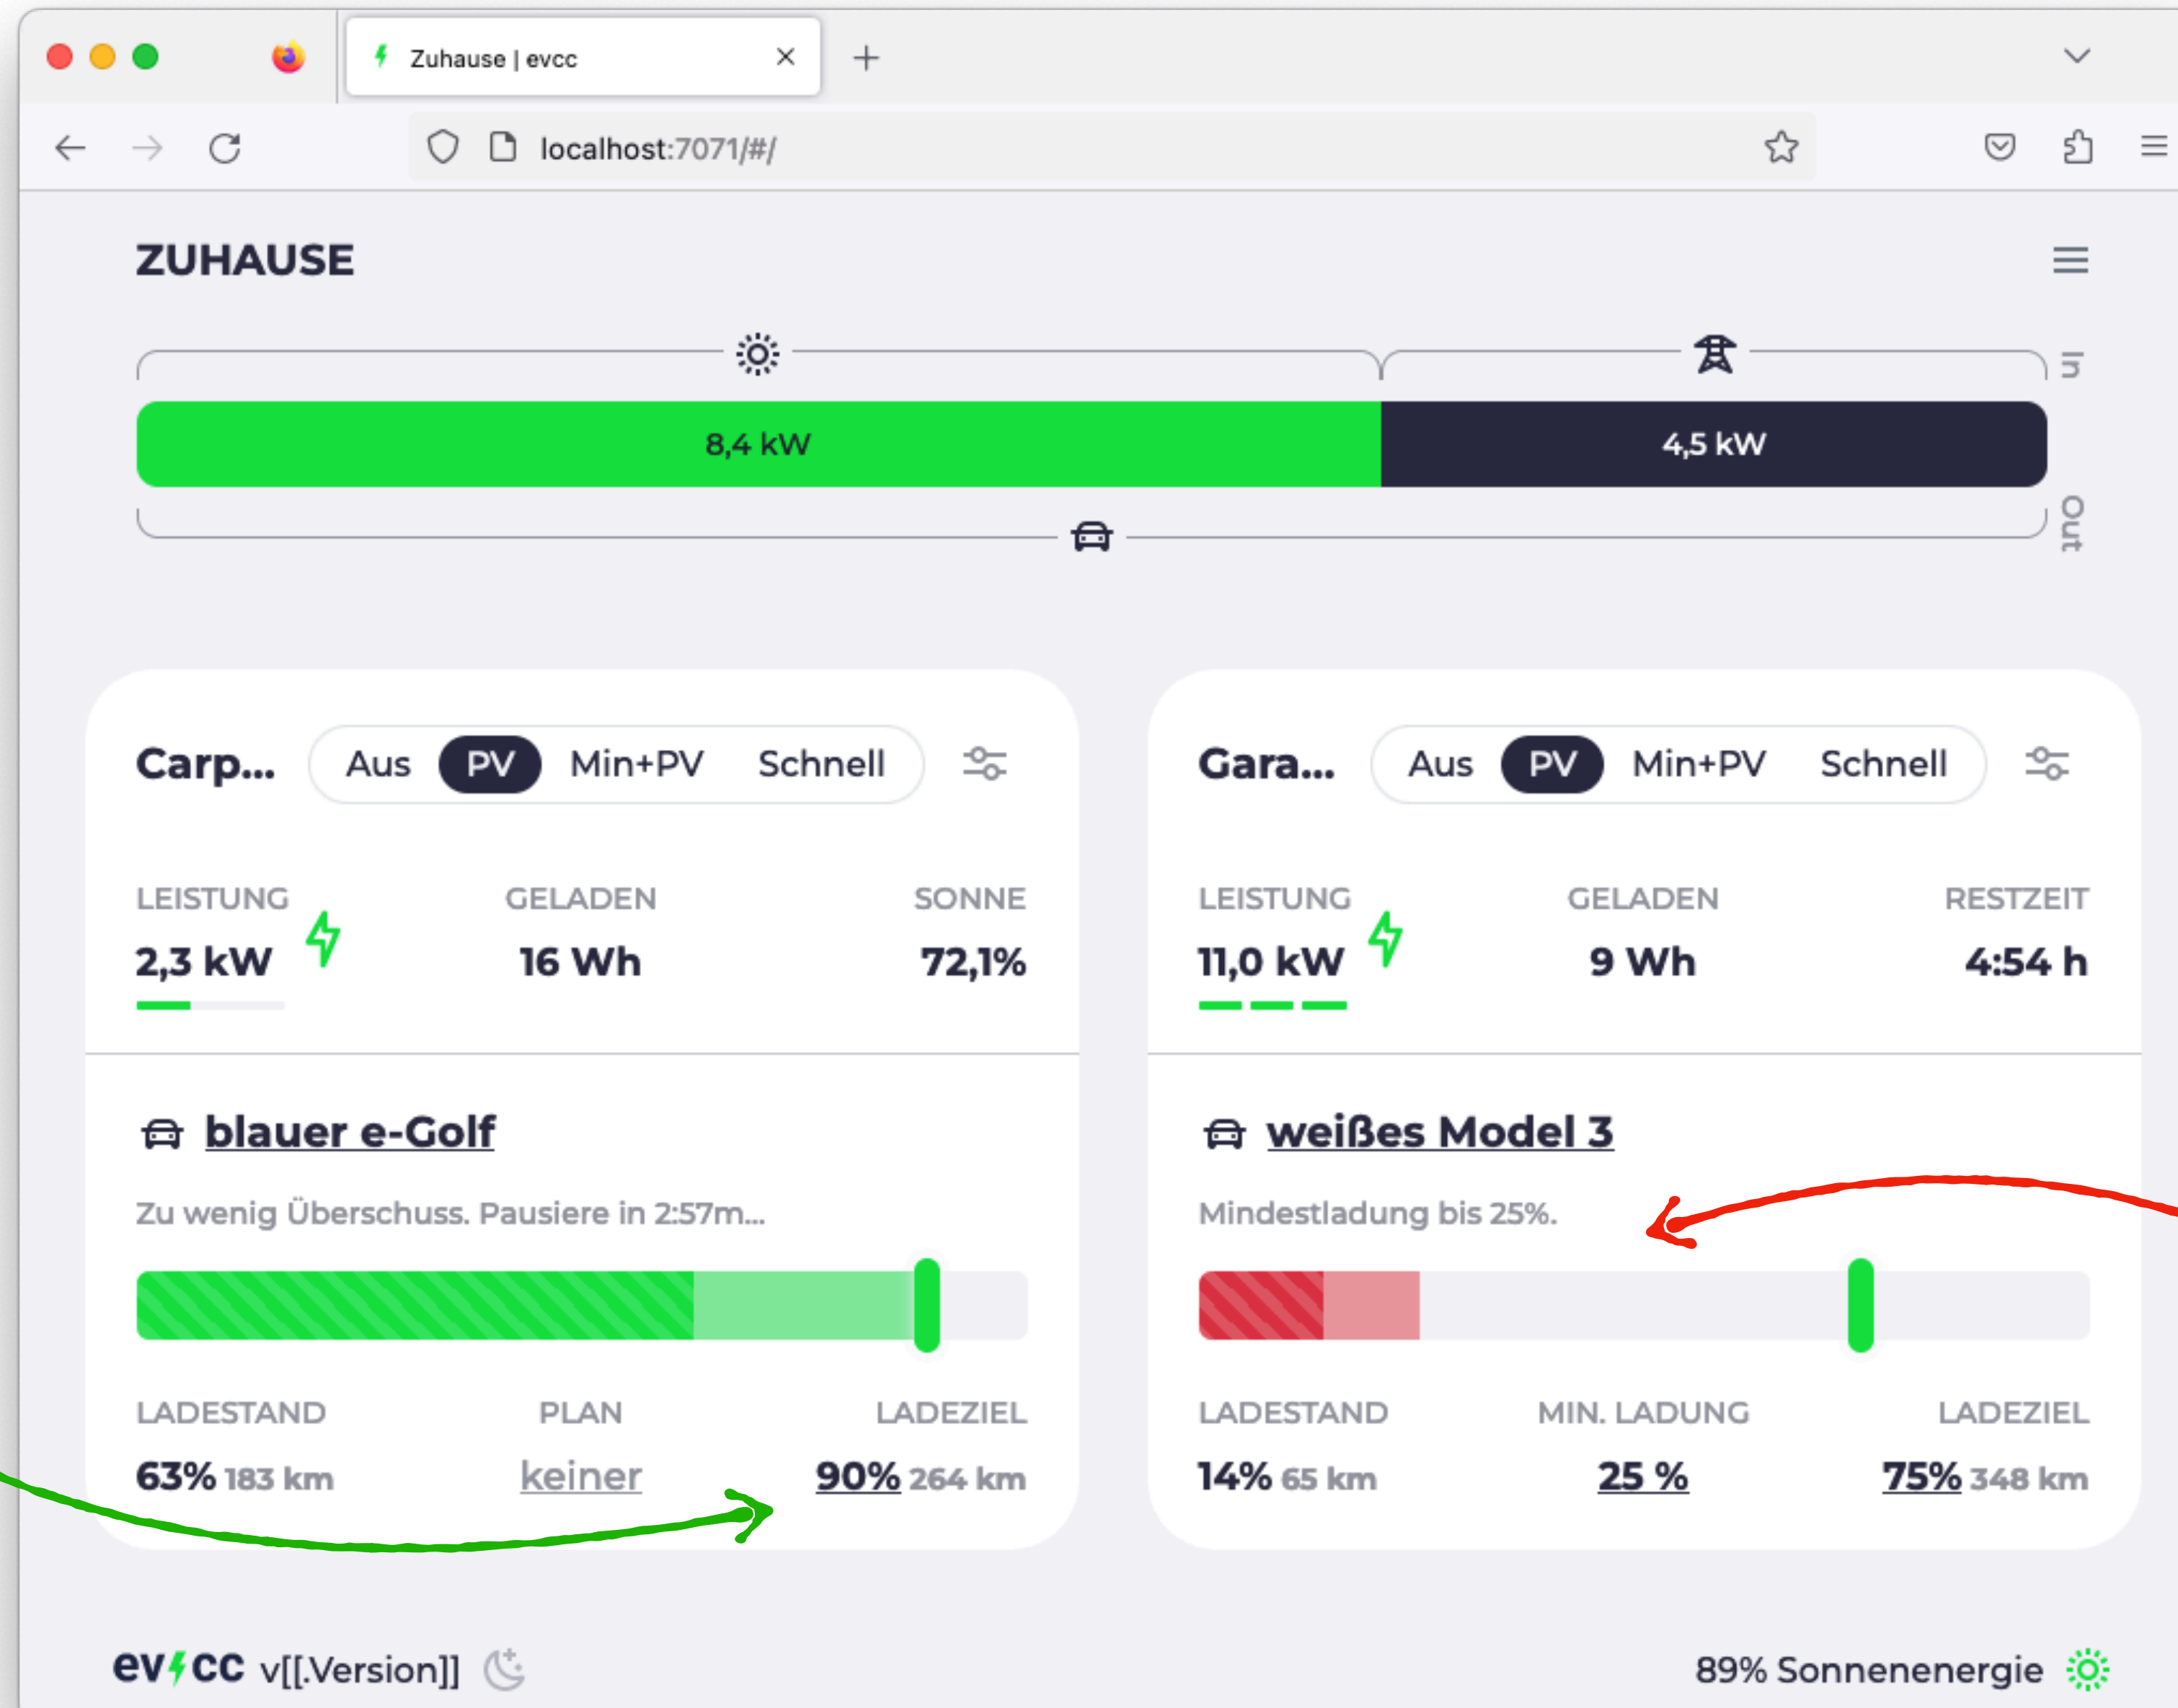 Zuhause | evcc
localhost:7071/#/
ZUHAUSE
In
8,4 kW 4,5 kW
Out
Carp... Aus PV Min+PV Schnell
LEISTUNG GELADEN SONNE
2,3 kW 16 Wh 72,1%
blauer e-Golf
Zu wenig Überschuss. Pausiere in 2:57m...
LADESTAND PLAN LADEZIEL
63% 183 km keiner 90% 264 km
Gara... Aus PV Min+PV Schnell
LEISTUNG GELADEN RESTZEIT
11,0 kW 9 Wh 4:54 h
weißes Model 3
Mindestladung bis 25%.
LADESTAND MIN. LADUNG LADEZIEL
14% 65 km 25 % 75% 348 km
evcc v[[.Version]]
89% Sonnenenergie